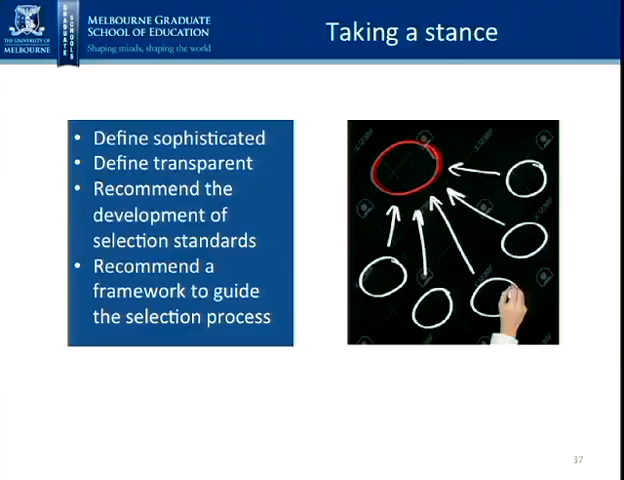 THE UNIVERSITY OF
MELBOURNE
GRADUATE
SCHOOLS
MELBOURNE GRADUATE
SCHOOL OF EDUCATION
Shaping minds, shaping the world
Taking a stance
• Define sophisticated
• Define transparent
• Recommend the
development of
selection standards
• Recommend a
framework to guide
the selection process
37